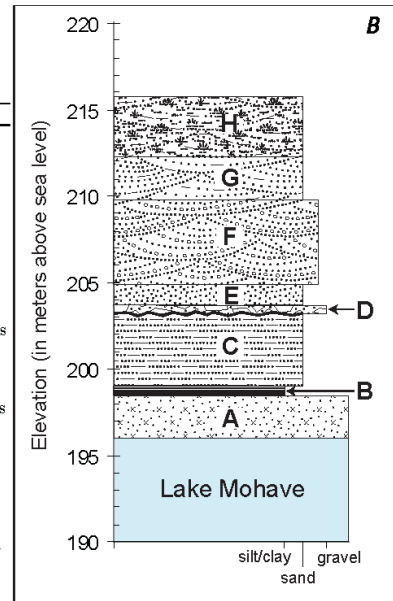 B
220
215
210
205
200
195
190
Elevation (in meters above sea level)
H
G
F
E
D
C
B
A
Lake Mohave
silt/clay
sand
gravel
s
s